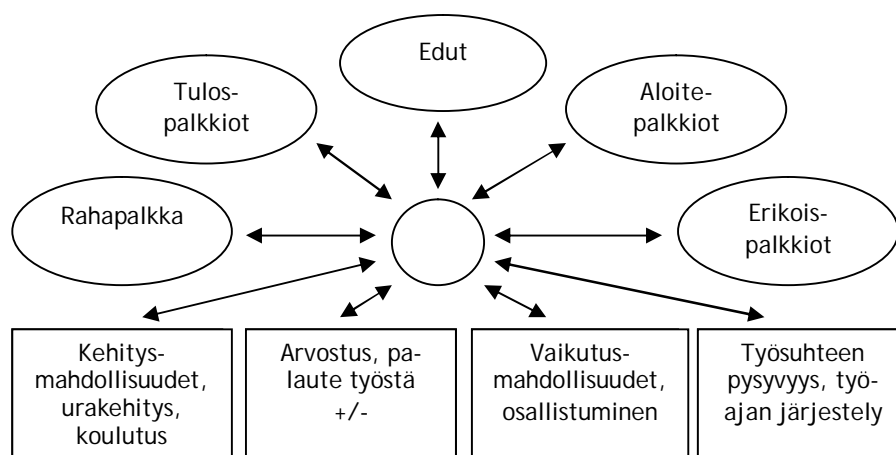 Edut
Tulos-
palkkiot
Aloite-
palkkiot
Rahapalkka
Erikois-
palkkiot
Kehitys-
mahdollisuudet,
urakehitys,
koulutus
Arvostus, pa-
laute työstä
+/-
Vaikutus-
mahdollisuudet,
osallistuminen
Työsuhteen
pysyvyys, työ-
ajan järjestely